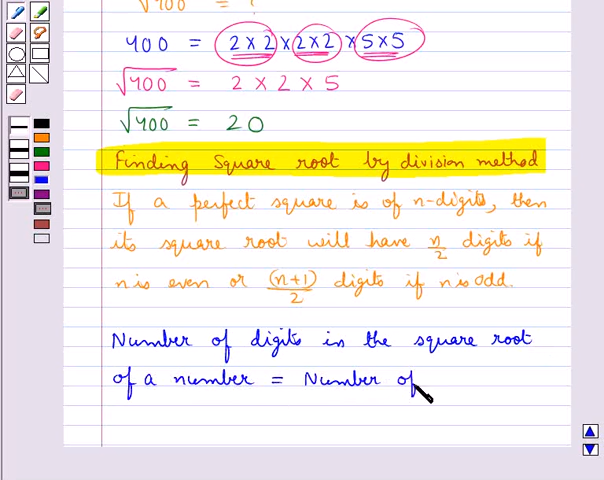 √400 = ?
400 = 2 × 2 × 2 × 2 × 5 × 5
√400 = 2 × 2 × 5
√400 = 20
Finding Square root by division method
If a perfect square is of n-digits, then
its square root will have n/2 digits if
n is even or (n+1)/2 digits if n is odd.
Number of digits in the square root
of a number = Number of